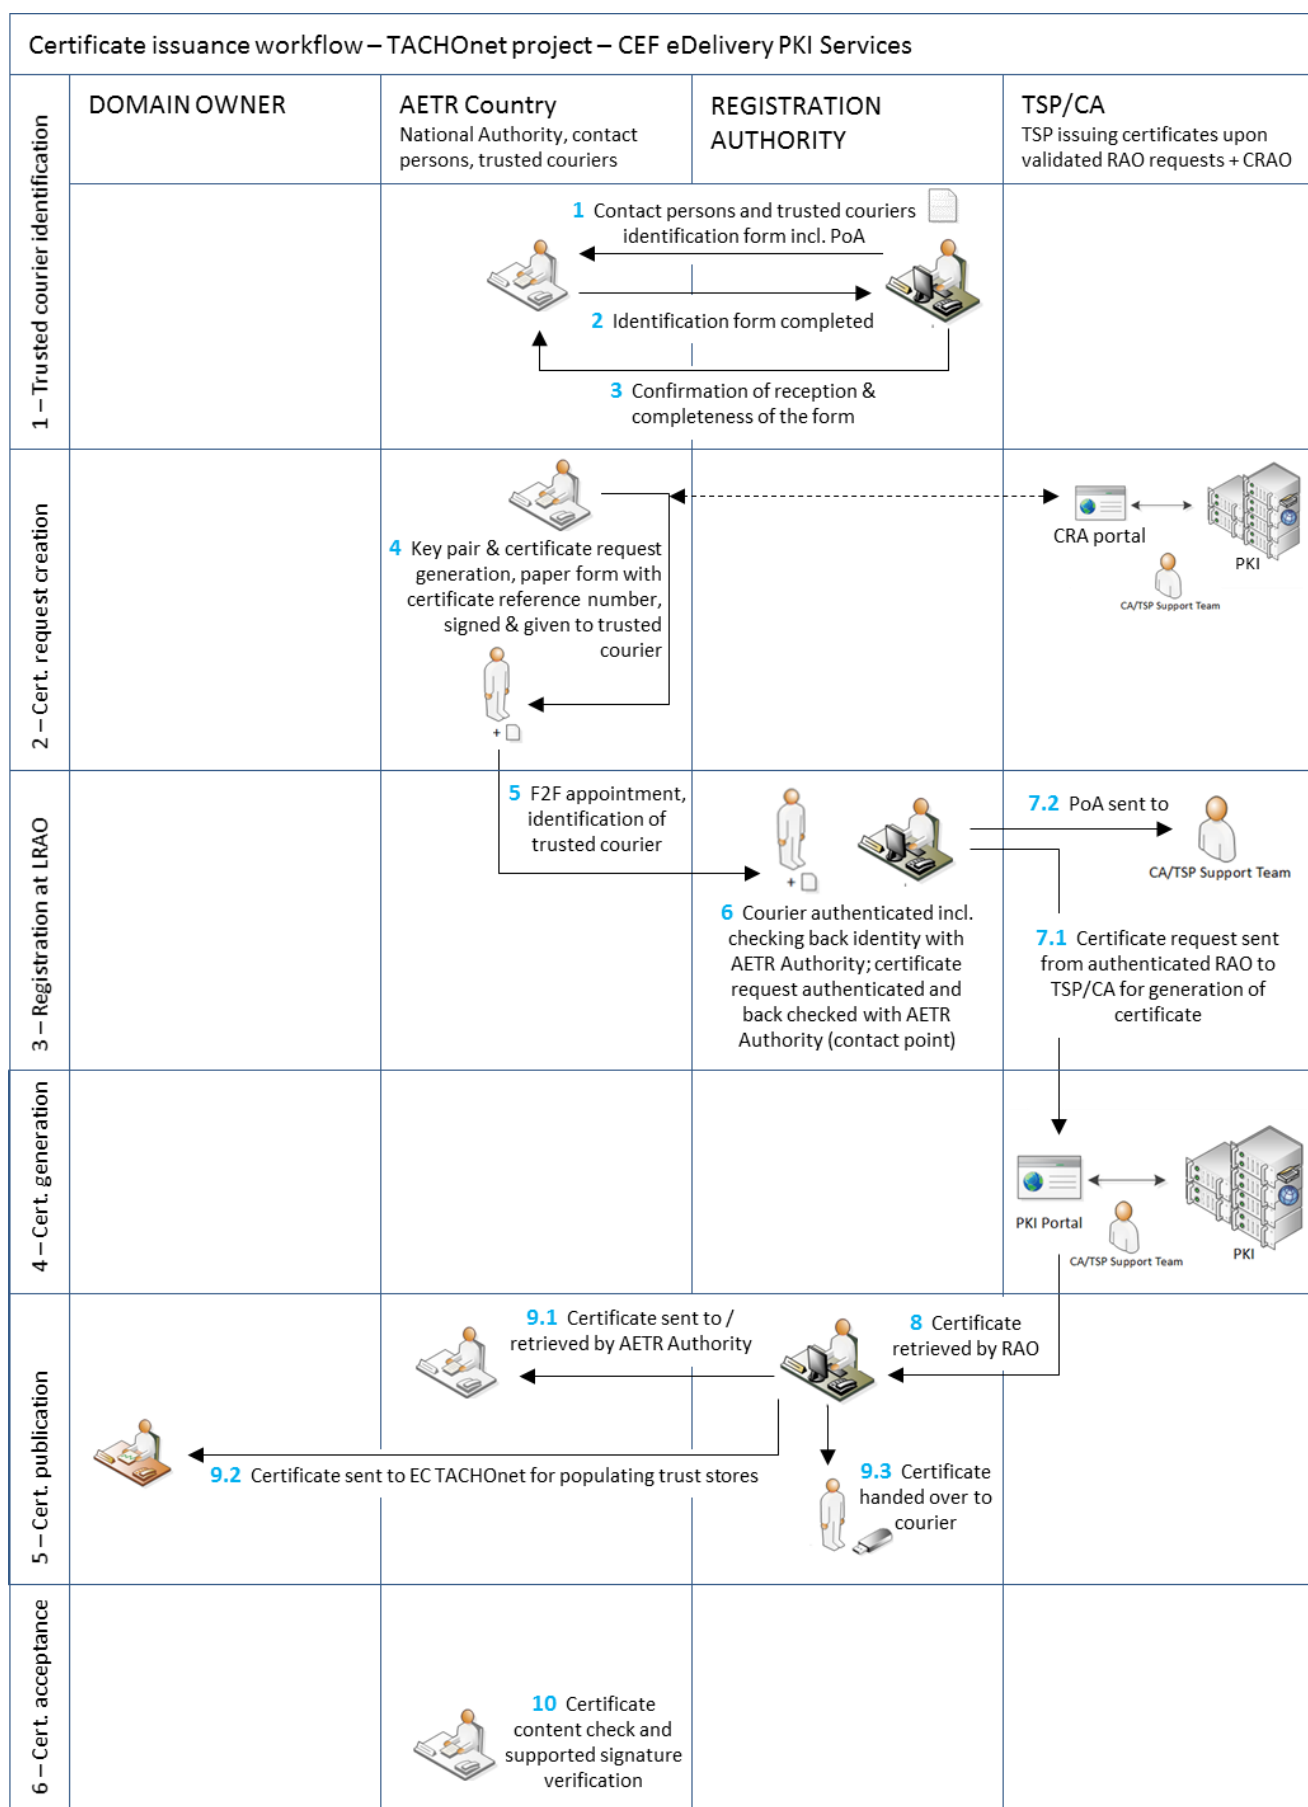 Certificate issuance workflow – TACHOnet project – CEF eDelivery PKI Services
DOMAIN OWNER
AETR Country
National Authority, contact
persons, trusted couriers
REGISTRATION
AUTHORITY
TSP/CA
TSP issuing certificates upon
validated RAO requests + CRAO
1 – Trusted courier identification
1 Contact persons and trusted couriers
identification form incl. PoA
2 Identification form completed
3 Confirmation of reception &
completeness of the form
2 – Cert. request creation
4 Key pair & certificate request
generation, paper form with
certificate reference number,
signed & given to trusted
courier
+
CRA portal
PKI
CA/TSP Support Team
3 – Registration at LRAO
5 F2F appointment,
identification of
trusted courier
+
6 Courier authenticated incl.
checking back identity with
AETR Authority; certificate
request authenticated and
back checked with AETR
Authority (contact point)
7.2 PoA sent to
CA/TSP Support Team
7.1 Certificate request sent
from authenticated RAO to
TSP/CA for generation of
certificate
4 – Cert. generation
PKI Portal
CA/TSP Support Team
PKI
5 – Cert. publication
9.1 Certificate sent to /
retrieved by AETR Authority
8 Certificate
retrieved by RAO
9.2 Certificate sent to EC TACHOnet for populating trust stores
9.3 Certificate
handed over to
courier
6 – Cert. acceptance
10 Certificate
content check and
supported signature
verification